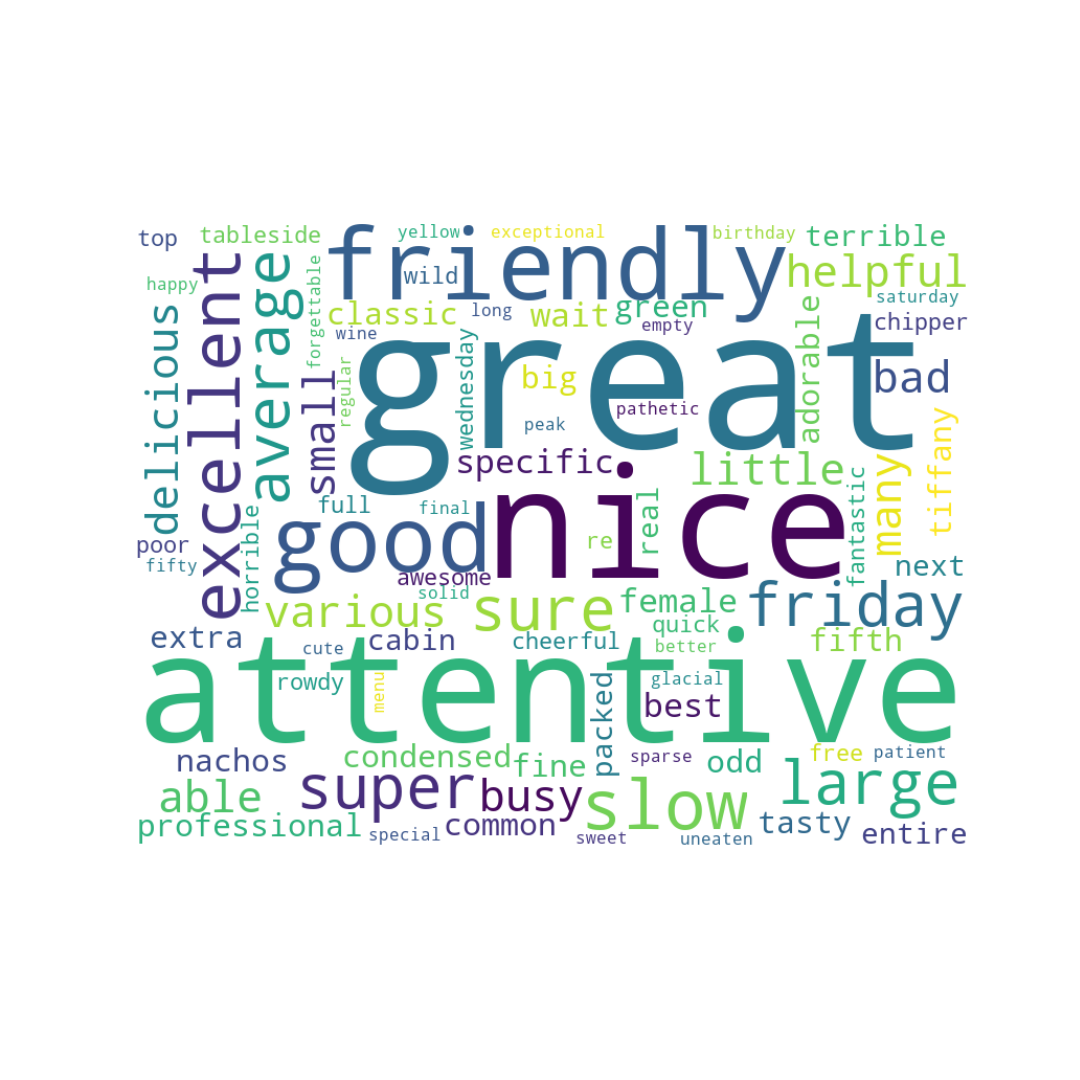 top
tableside
friendly
yellow
exceptional
birthday
terrible
happy
excellent
average
forgettable
wild
helpful
delicious
classic
long
wait
green
empty
saturday
chipper
wine
great
wednesday
small
regular
big
adorable
bad
pathetic
peak
specific
little
many
tiffany
nice
good
full
final
real
fantastic
horrible
poor
fifty
re
next
awesome
solid
various
sure
female
friday
extra
cabin
cheerful
quick
fifth
cute
better
attentive
rowdy
menu
glacial
packed
best
nachos
condensed
fine
sparse
odd
free
patient
able
super
busy
slow
large
professional
special
common
sweet
uneaten
tasty
entire